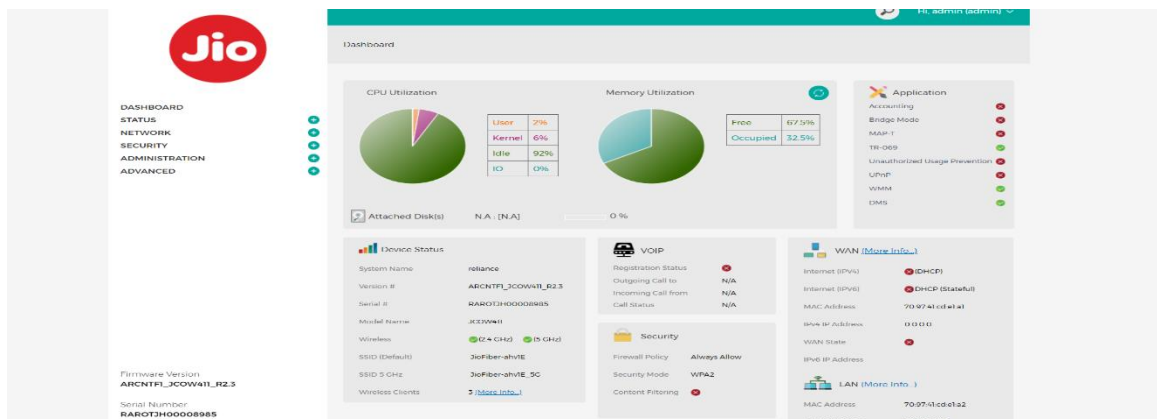 Jio
Hi, admin (admin)
Dashboard
DASHBOARD
STATUS
NETWORK
SECURITY
ADMINISTRATION
ADVANCED
CPU Utilization
User 2%
Kernel 6%
Idle 92%
IO 0%
Memory Utilization
Free 67.5%
Occupied 32.5%
Attached Disk(s) N.A. [N.A] 0 %
Application
Accounting
Bridge Mode
MAP-T
TR-069
Unauthorized Usage Prevention
UPnP
WMM
DMS
Device Status
System Name reliance
Version # ARCNTF1_JCOW411_R2.3
Serial # RAROTJH00008985
Model Name JCOW411
Wireless (2.4 GHz) (5 GHz)
SSID (Default) JioFiber-ahv1E
SSID 5 GHz JioFiber-ahv1E_5G
Wireless Clients 3 (More Info..)
VOIP
Registration Status
Outgoing Call to N/A
Incoming Call from N/A
Call Status N/A
Security
Firewall Policy Always Allow
Security Mode WPA2
Content Filtering
WAN (More Info..)
Internet (IPv4) (DHCP)
Internet (IPv6) DHCP (Stateful)
MAC Address 70:97:41:cd:e1:a1
IPv4 IP Address 0.0.0.0
WAN State
IPv6 IP Address
LAN (More Info..)
MAC Address 70:97:41:cd:e1:a2
Firmware Version
ARCNTF1_JCOW411_R2.3
Serial Number
RAROTJH00008985